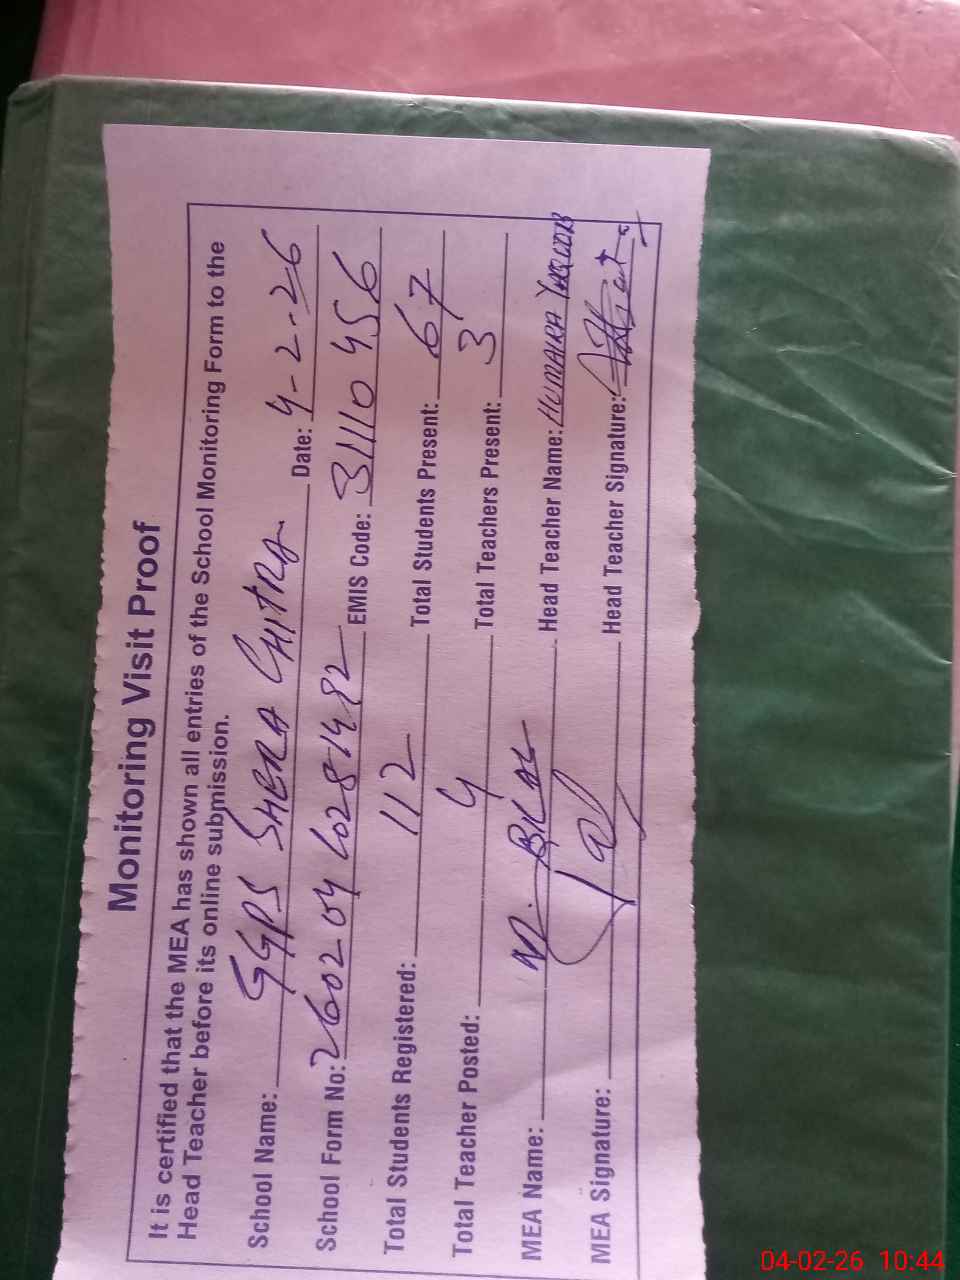 Monitoring Visit Proof
It is certified that the MEA has shown all entries of the School Monitoring Form to the
Head Teacher before its online submission.
School Name: GGPS SHERA CHITRA Date: 4-2-26
School Form No: EMIS Code: 31110456
Total Students Registered: 112 Total Students Present: 67
Total Teacher Posted: 4 Total Teachers Present: 3
MEA Name: M. BILAL Head Teacher Name: HUMAIRA YAQOOB
MEA Signature: Head Teacher Signature:
04-02-26 10:44